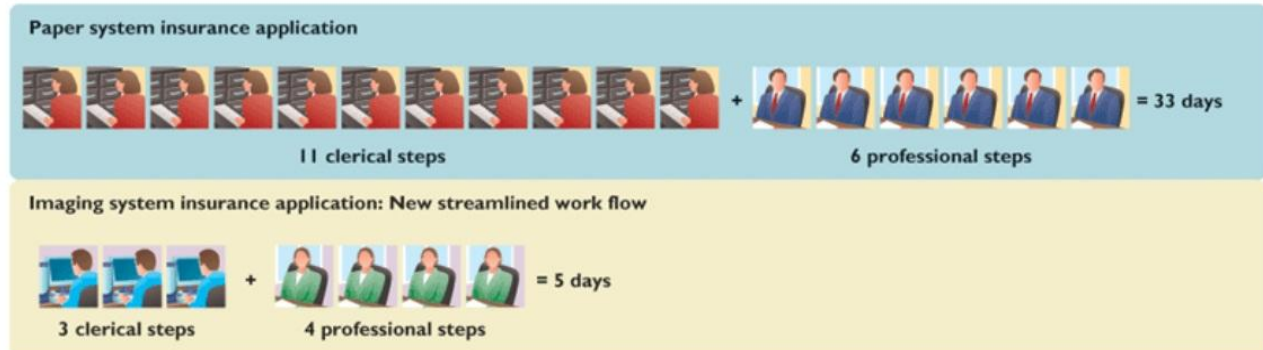 Paper system insurance application
+
= 33 days
11 clerical steps
6 professional steps
Imaging system insurance application: New streamlined work flow
+
= 5 days
3 clerical steps
4 professional steps